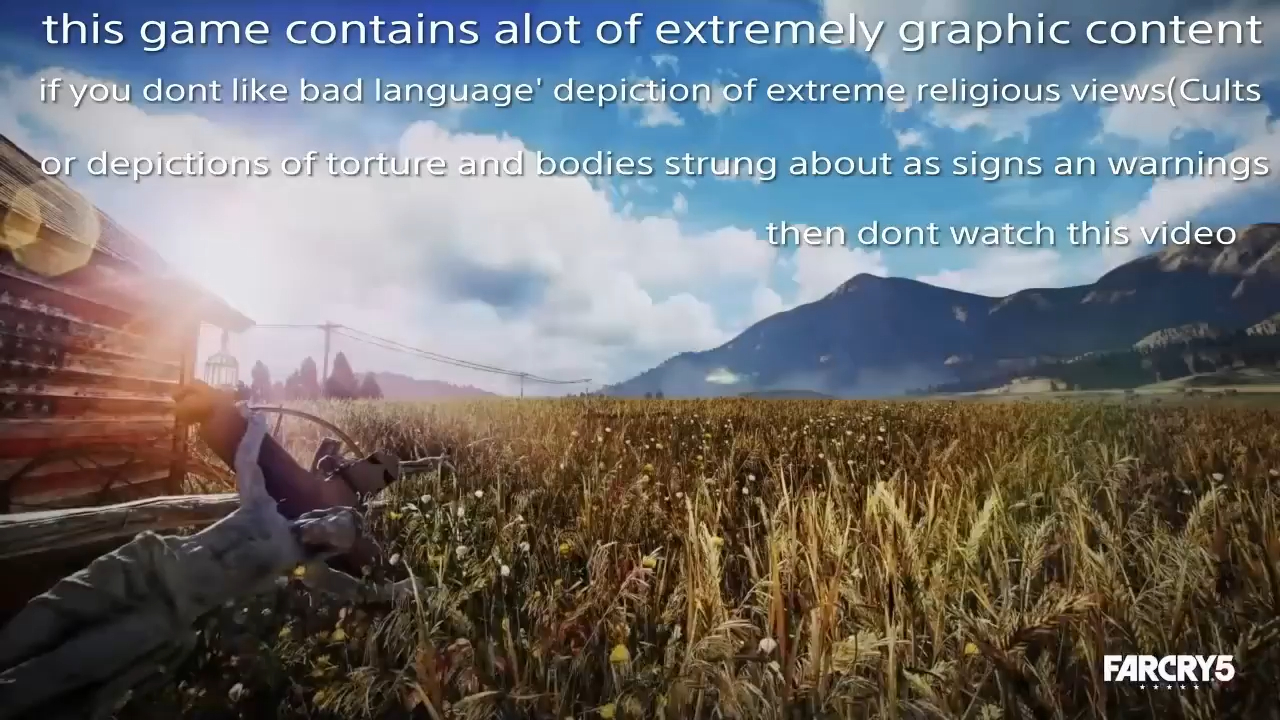 this game contains alot of extremely graphic content
if you dont like bad language' depiction of extreme religious views(Cults
or depictions of torture and bodies strung about as signs an warnings
then dont watch this video
FARCRY5